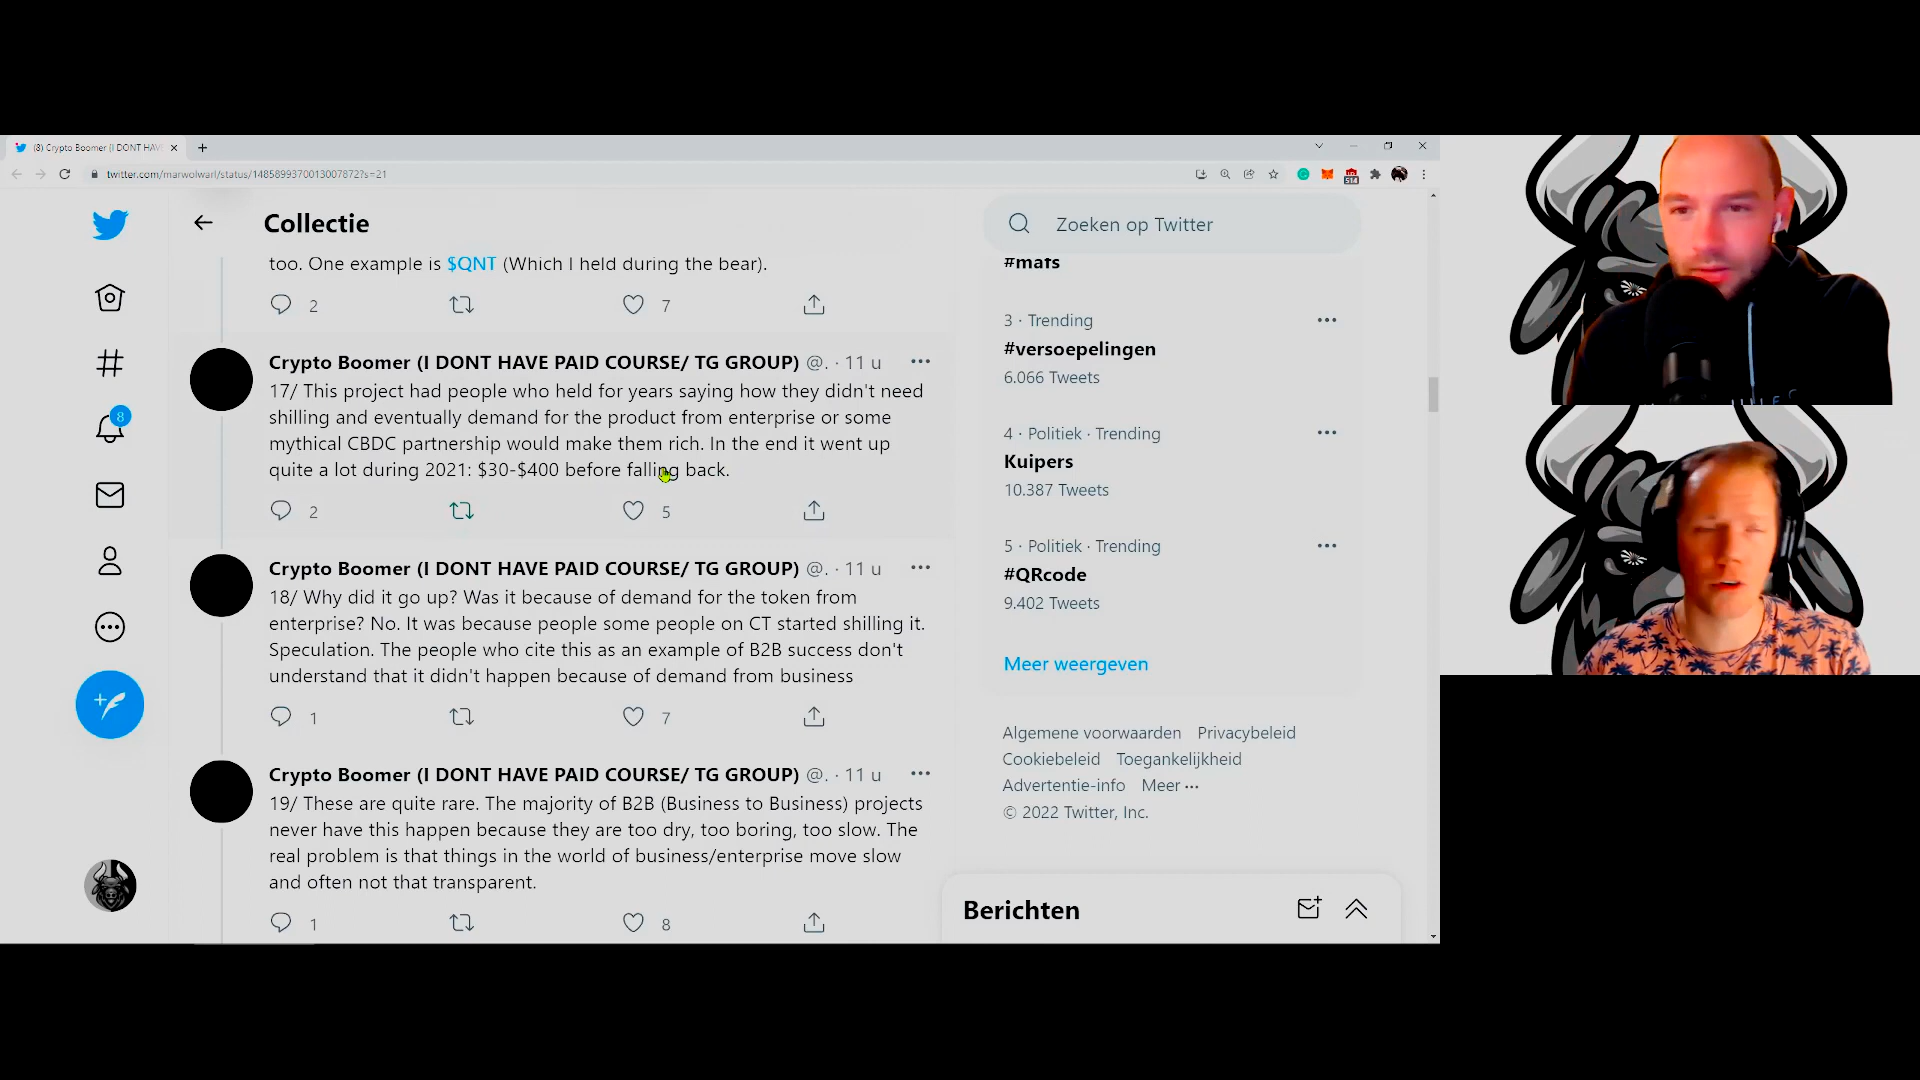 (8) Crypto Boomer (I DONT HAV
twitter.com/marwolwarl/status/1485899370013007872?s=21
Collectie
Zoeken op Twitter
too. One example is $QNT (Which I held during the bear).
2
7
Crypto Boomer (I DONT HAVE PAID COURSE/ TG GROUP) @. · 11 u
17/ This project had people who held for years saying how they didn't need
shilling and eventually demand for the product from enterprise or some
mythical CBDC partnership would make them rich. In the end it went up
quite a lot during 2021: $30-$400 before falling back.
2
5
Crypto Boomer (I DONT HAVE PAID COURSE/ TG GROUP) @. · 11 u
18/ Why did it go up? Was it because of demand for the token from
enterprise? No. It was because people some people on CT started shilling it.
Speculation. The people who cite this as an example of B2B success don't
understand that it didn't happen because of demand from business
1
7
Crypto Boomer (I DONT HAVE PAID COURSE/ TG GROUP) @. · 11 u
19/ These are quite rare. The majority of B2B (Business to Business) projects
never have this happen because they are too dry, too boring, too slow. The
real problem is that things in the world of business/enterprise move slow
and often not that transparent.
1
8
8
#mats
3 · Trending
#versoepelingen
6.066 Tweets
4 · Politiek · Trending
Kuipers
10.387 Tweets
5 · Politiek · Trending
#QRcode
9.402 Tweets
Meer weergeven
Algemene voorwaarden Privacybeleid
Cookiebeleid Toegankelijkheid
Advertentie-info Meer ···
© 2022 Twitter, Inc.
Berichten